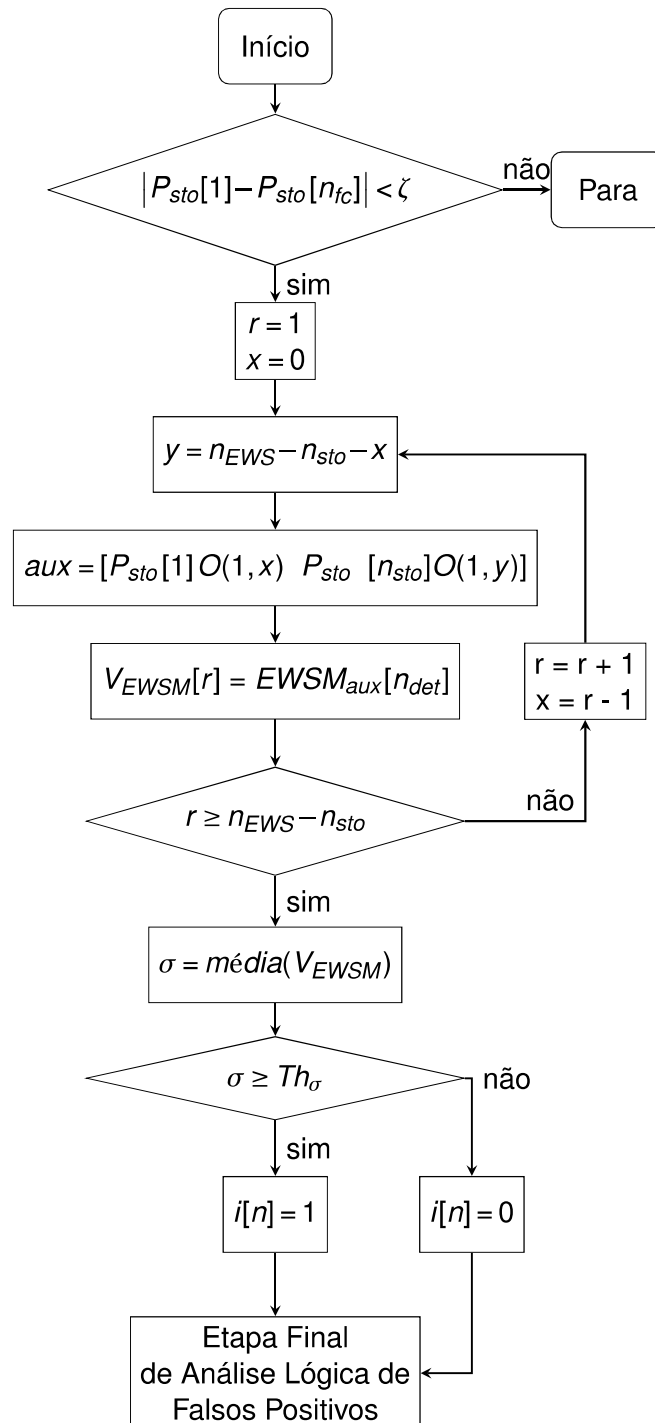 Início
|P_sto[1]−P_sto[n_fc]| < ζ
não
Para
sim
r = 1
x = 0
y = n_EWS − n_sto − x
aux = [P_sto[1] O(1, x) P_sto [n_sto]O(1, y)]
V_EWSM[r] = EWSM_aux[n_det]
r = r + 1
x = r - 1
r ≥ n_EWS − n_sto
não
sim
σ = média(V_EWSM)
σ ≥ Th_σ
não
sim
i[n] = 1
i[n] = 0
Etapa Final
de Análise Lógica de
Falsos Positivos